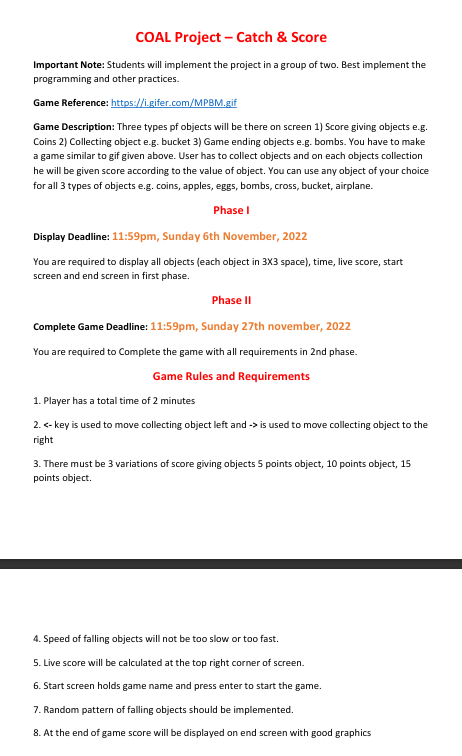 COAL Project – Catch & Score
Important Note: Students will implement the project in a group of two. Best implement the
programming and other practices.
Game Reference: https://i.gifer.com/MPBM.gif
Game Description: Three types pf objects will be there on screen 1) Score giving objects e.g.
Coins 2) Collecting object e.g. bucket 3) Game ending objects e.g. bombs. You have to make
a game similar to gif given above. User has to collect objects and on each objects collection
he will be given score according to the value of object. You can use any object of your choice
for all 3 types of objects e.g. coins, apples, eggs, bombs, cross, bucket, airplane.
Phase I
Display Deadline: 11:59pm, Sunday 6th November, 2022
You are required to display all objects (each object in 3X3 space), time, live score, start
screen and end screen in first phase.
Phase II
Complete Game Deadline: 11:59pm, Sunday 27th november, 2022
You are required to Complete the game with all requirements in 2nd phase.
Game Rules and Requirements
1. Player has a total time of 2 minutes
2. <- key is used to move collecting object left and -> is used to move collecting object to the
right
3. There must be 3 variations of score giving objects 5 points object, 10 points object, 15
points object.
4. Speed of falling objects will not be too slow or too fast.
5. Live score will be calculated at the top right corner of screen.
6. Start screen holds game name and press enter to start the game.
7. Random pattern of falling objects should be implemented.
8. At the end of game score will be displayed on end screen with good graphics